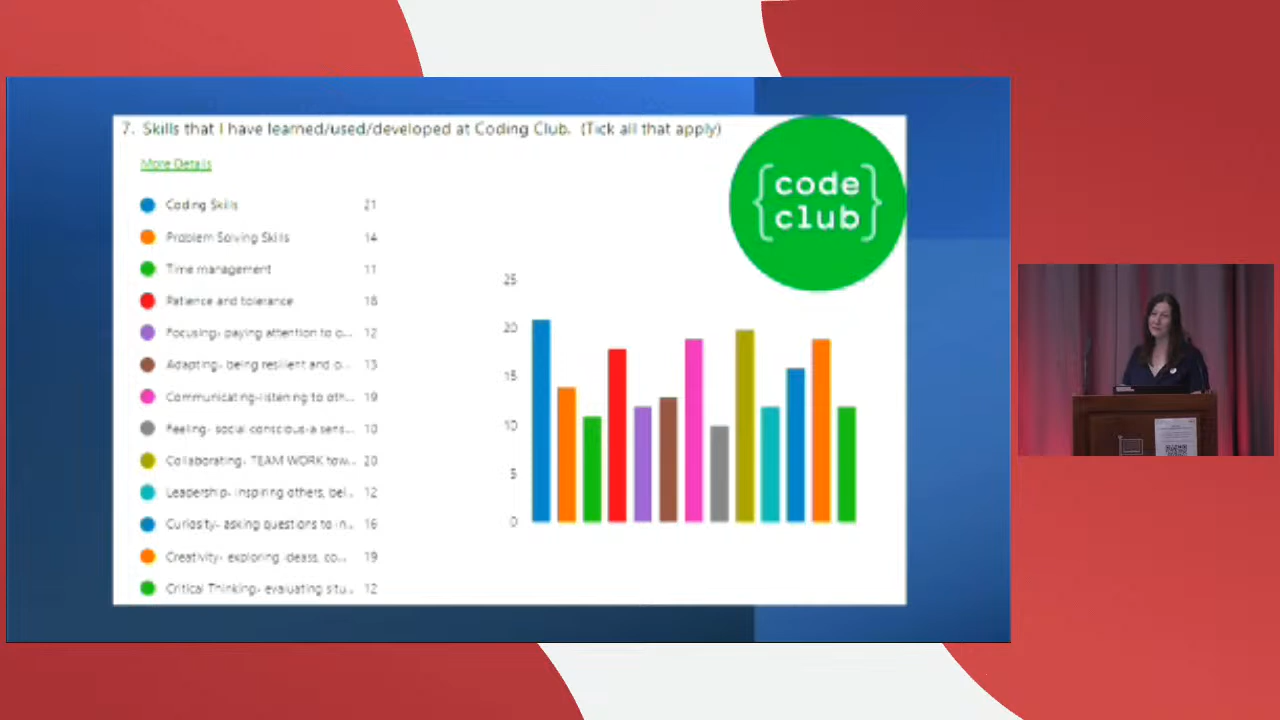 7. Skills that I have learned/used/developed at Coding Club. (Tick all that apply)
More Details
{code club}
Coding Skills 21
Problem Solving Skills 14
Time management 11
Patience and tolerance 18
Focusing- paying attention to o... 12
Adapting- being resilient and o... 13
Communicating-listening to oth... 19
Feeling- social conscious-a sens... 10
Collaborating- TEAM WORK tow... 20
Leadership- inspiring others, bel... 12
Curiosity- asking questions to in... 16
Creativity- exploring ideass, co... 19
Critical Thinking- evaluating situ... 12
25
20
15
10
5
0